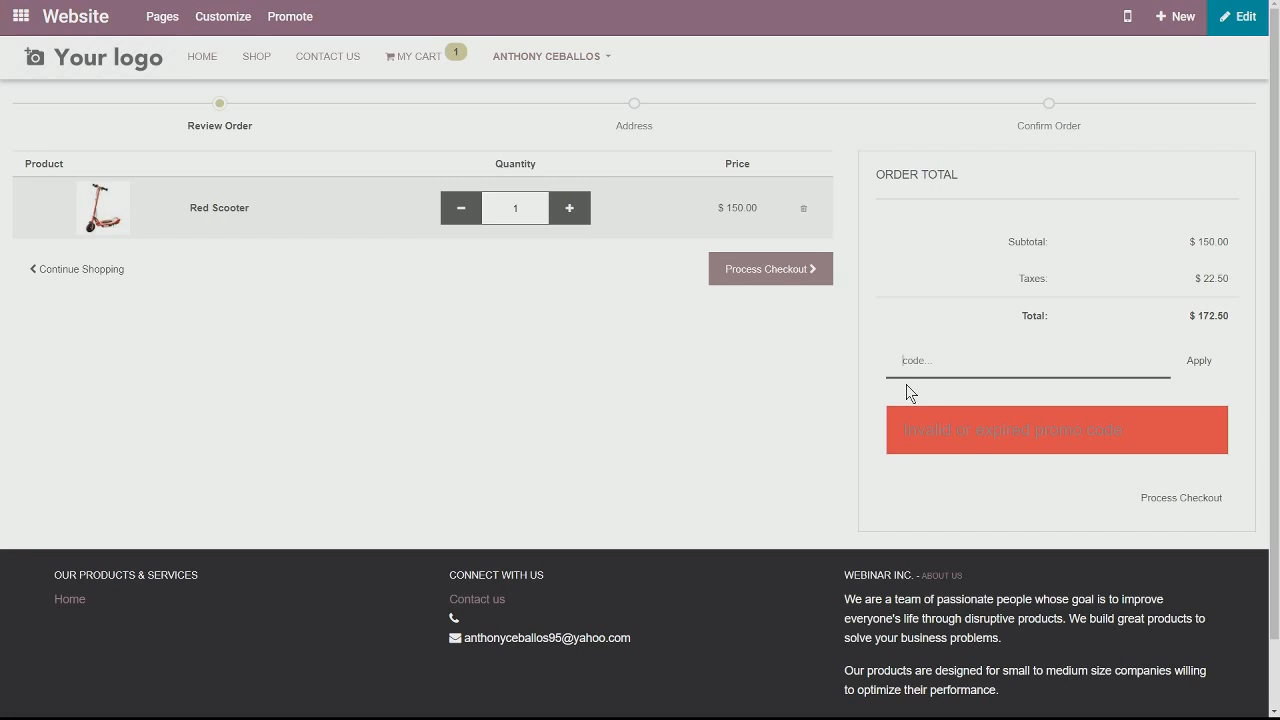 Website
Pages
Customize
Promote
New
Edit
Your logo
HOME
SHOP
CONTACT US
MY CART
1
ANTHONY CEBALLOS
Review Order
Address
Confirm Order
Product
Quantity
Price
Red Scooter
1
$ 150.00
Continue Shopping
Process Checkout
ORDER TOTAL
Subtotal:
$ 150.00
Taxes:
$ 22.50
Total:
$ 172.50
code...
Apply
Invalid or expired promo code
Process Checkout
OUR PRODUCTS & SERVICES
Home
CONNECT WITH US
Contact us
anthonyceballos95@yahoo.com
WEBINAR INC. - ABOUT US
We are a team of passionate people whose goal is to improve
everyone's life through disruptive products. We build great products to
solve your business problems.
Our products are designed for small to medium size companies willing
to optimize their performance.